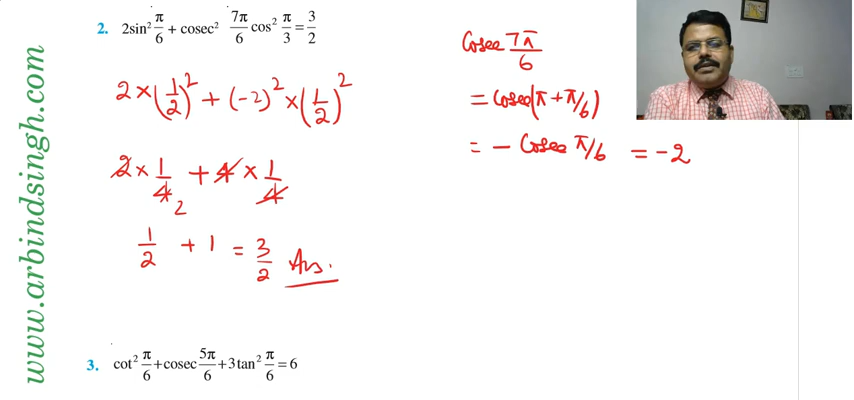 www.arbindsingh.com
2. 2sin² π/6 + cosec² 7π/6 cos² π/3 = 3/2
2 × (1/2)² + (-2)² × (1/2)²
2 × 1/4 2 + 4 × 1/4
1/2 + 1 = 3/2 Ans.
Cosec 7π/6
= Cosec(π + π/6)
= - Cosec π/6 = -2
3. cot² π/6 + cosec 5π/6 + 3tan² π/6 = 6